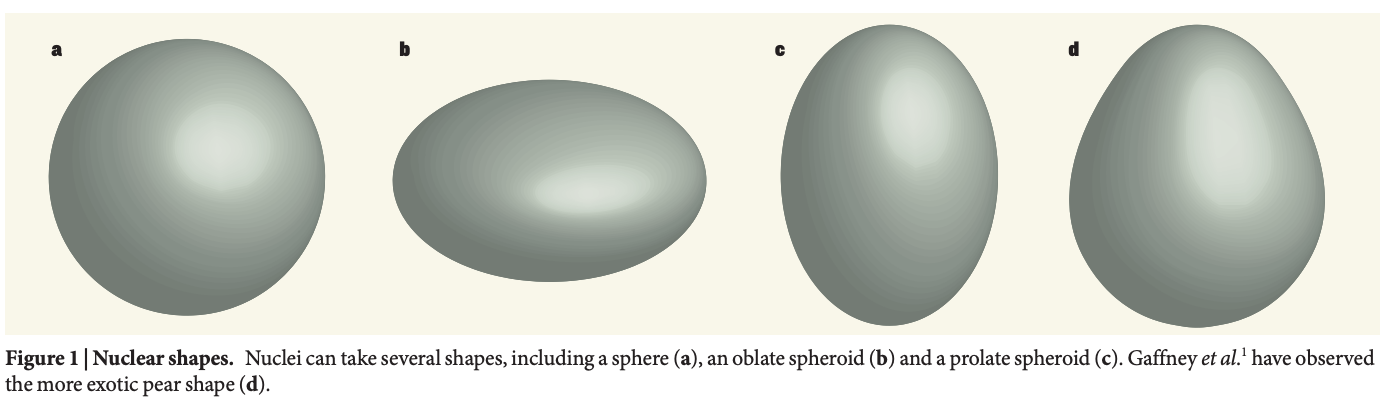 a b c d
Figure 1 | Nuclear shapes. Nuclei can take several shapes, including a sphere (a), an oblate spheroid (b) and a prolate spheroid (c). Gaffney et al.1 have observed
the more exotic pear shape (d).